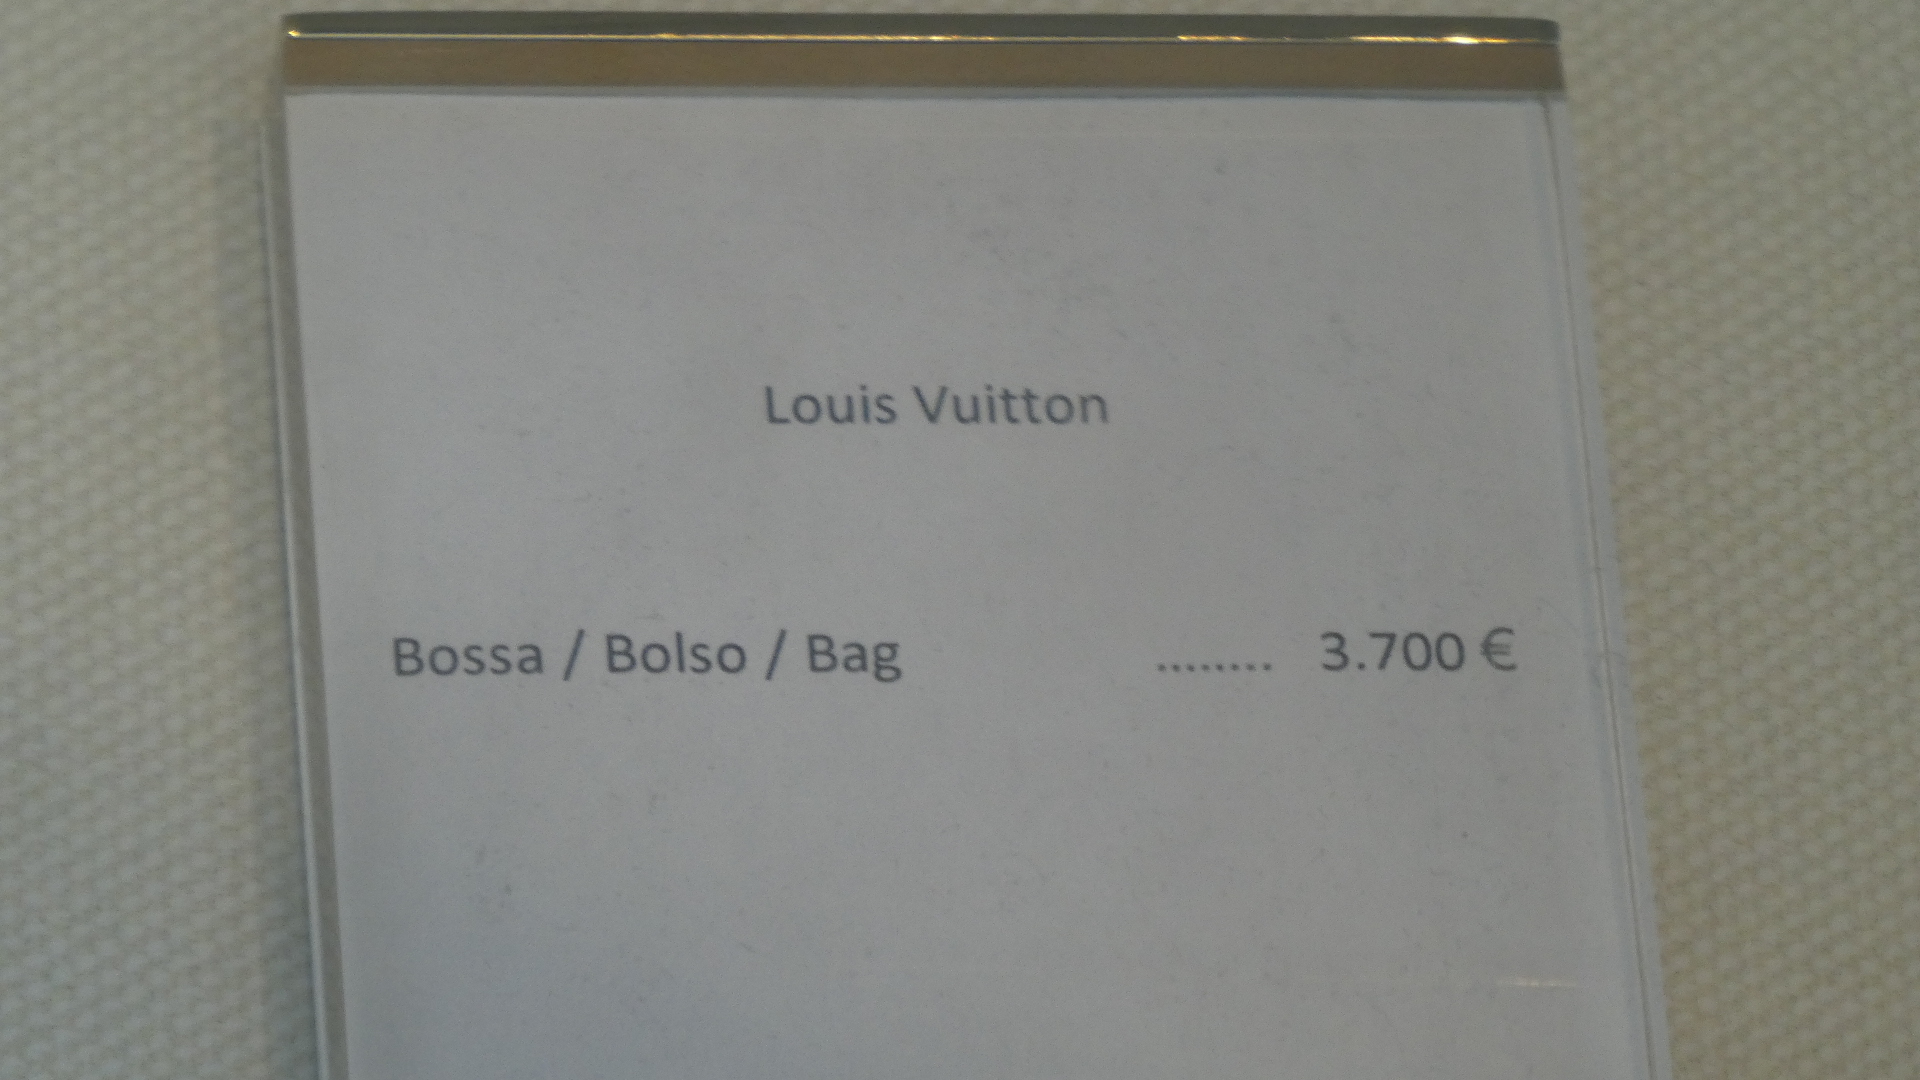 Louis Vuitton
Bossa / Bolso / Bag ........ 3.700 €